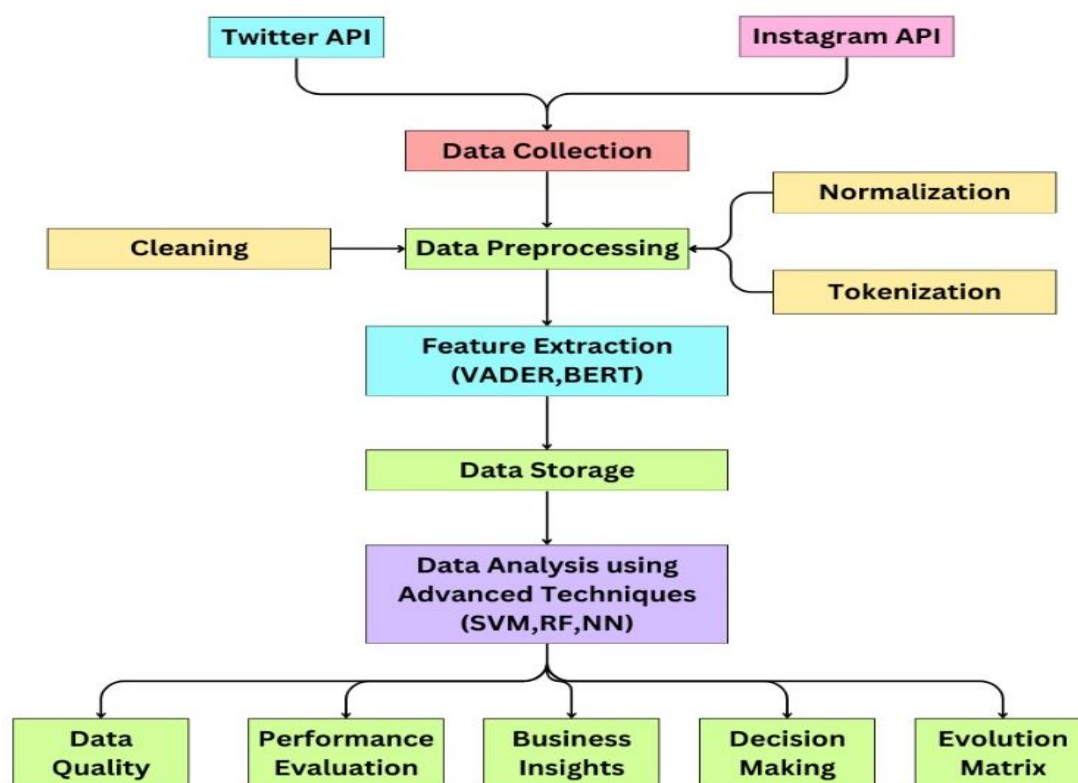 Twitter API
Instagram API
Data Collection
Normalization
Cleaning
Data Preprocessing
Tokenization
Feature Extraction
(VADER,BERT)
Data Storage
Data Analysis using
Advanced Techniques
(SVM,RF,NN)
Data
Quality
Performance
Evaluation
Business
Insights
Decision
Making
Evolution
Matrix